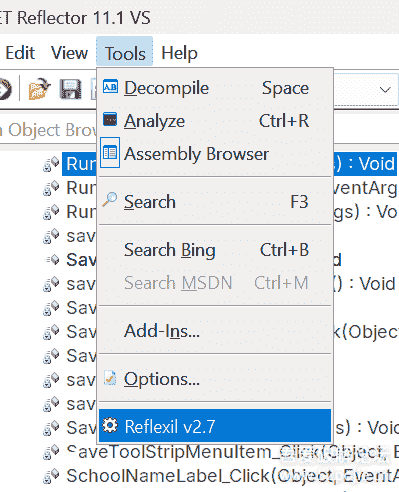 ET Reflector 11.1 VS
Edit View Tools Help
Decompile Space
Analyze Ctrl+R
Object Brow
Assembly Browser
Run s) : Void
Search F3
Run ventArg
Run gs) : Vo
sav
Search Bing Ctrl+B
Sav d
Search MSDN Ctrl+M
sav () : Void
Sav
Add-Ins...
Sav k(Object
Sav
Options...
sav
sav
Reflexil v2.7
Sav s) : Void
SaveToolStripMenuItem_Click(Object, E
SchoolNameLabel_Click(Object, EventA